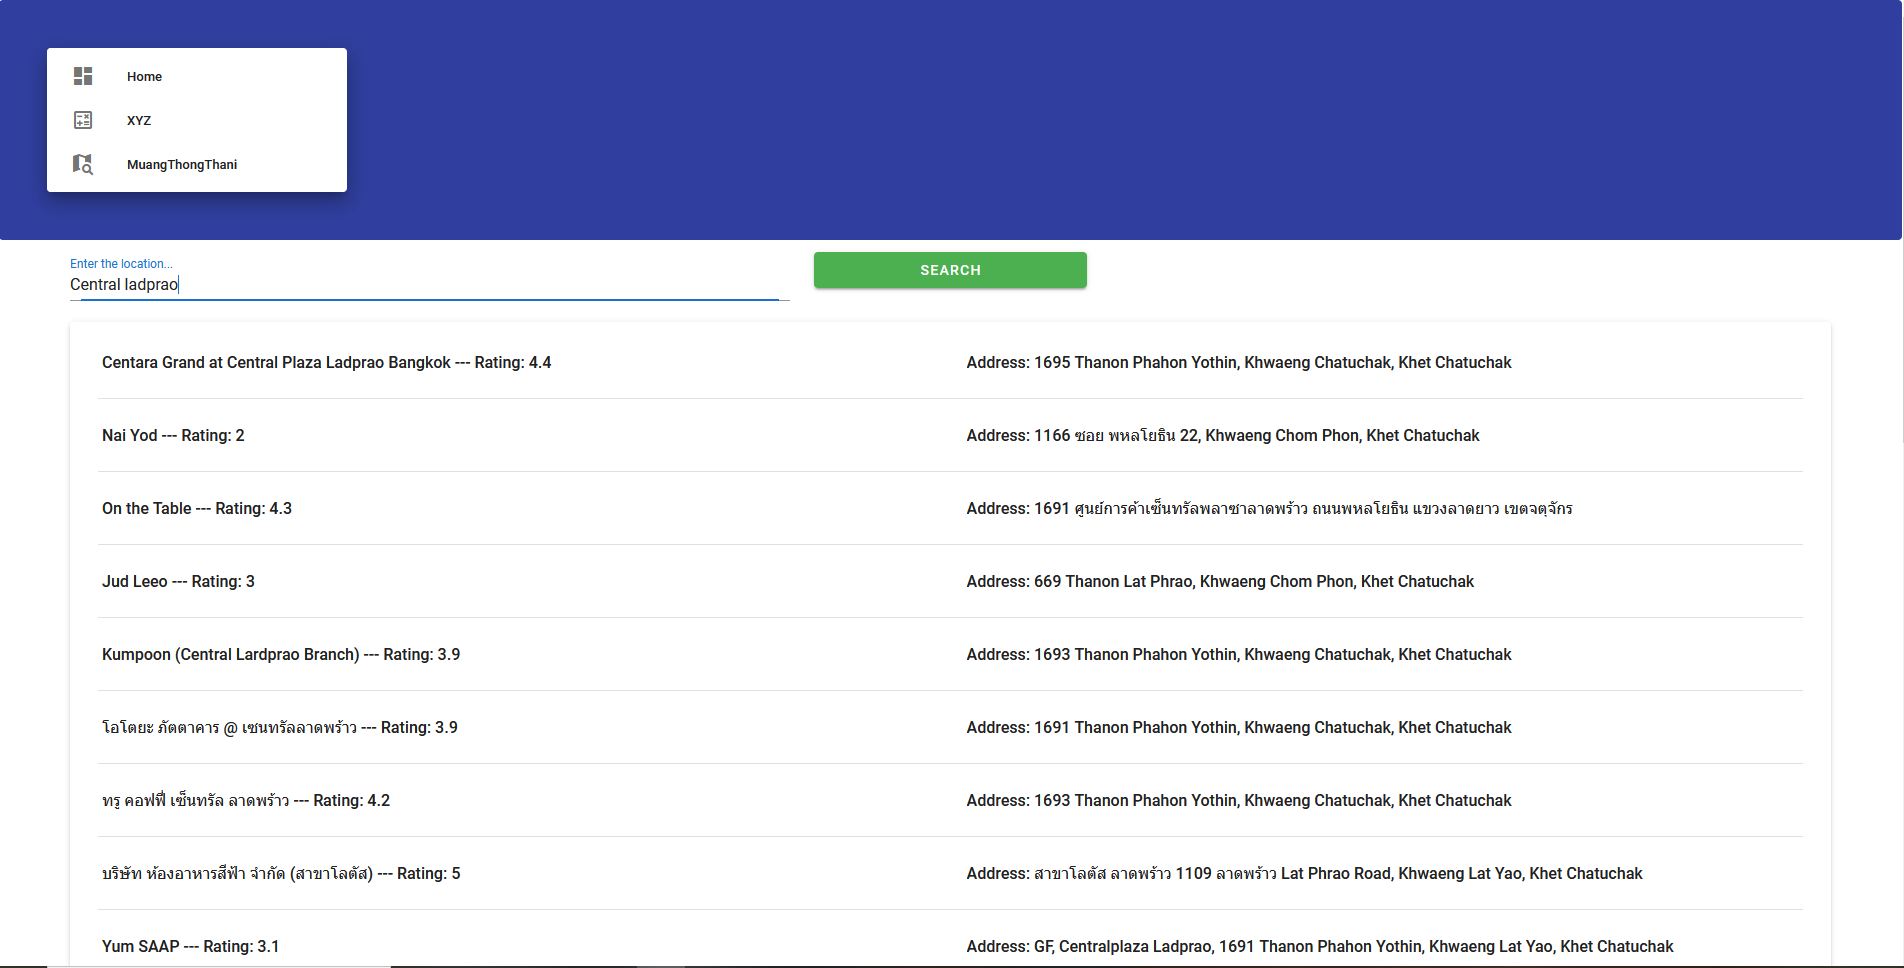 Home
XYZ
MuangThongThani
Enter the location...
Central ladprao
SEARCH
Centara Grand at Central Plaza Ladprao Bangkok --- Rating: 4.4 Address: 1695 Thanon Phahon Yothin, Khwaeng Chatuchak, Khet Chatuchak
Nai Yod --- Rating: 2 Address: 1166 ซอย พหลโยธิน 22, Khwaeng Chom Phon, Khet Chatuchak
On the Table --- Rating: 4.3 Address: 1691 ศูนย์การค้าเซ็นทรัลพลาซาลาดพร้าว ถนนพหลโยธิน แขวงลาดยาว เขตจตุจักร
Jud Leeo --- Rating: 3 Address: 669 Thanon Lat Phrao, Khwaeng Chom Phon, Khet Chatuchak
Kumpoon (Central Lardprao Branch) --- Rating: 3.9 Address: 1693 Thanon Phahon Yothin, Khwaeng Chatuchak, Khet Chatuchak
โอโตยะ ภัตตาคาร @ เซนทรัลลาดพร้าว --- Rating: 3.9 Address: 1691 Thanon Phahon Yothin, Khwaeng Chatuchak, Khet Chatuchak
ทรู คอฟฟี่ เซ็นทรัล ลาดพร้าว --- Rating: 4.2 Address: 1693 Thanon Phahon Yothin, Khwaeng Chatuchak, Khet Chatuchak
บริษัท ห้องอาหารสีฟ้า จำกัด (สาขาโลตัส) --- Rating: 5 Address: สาขาโลตัส ลาดพร้าว 1109 ลาดพร้าว Lat Phrao Road, Khwaeng Lat Yao, Khet Chatuchak
Yum SAAP --- Rating: 3.1 Address: GF, Centralplaza Ladprao, 1691 Thanon Phahon Yothin, Khwaeng Lat Yao, Khet Chatuchak